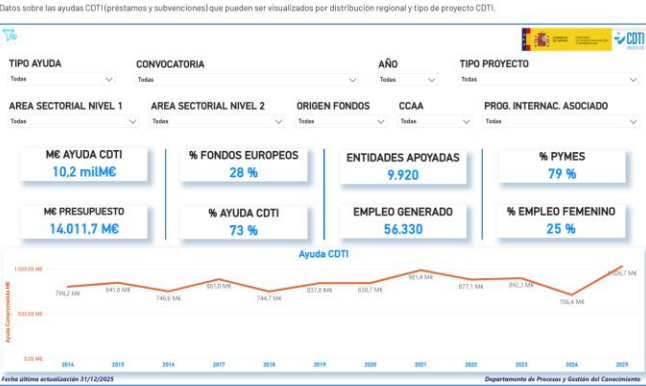 Datos sobre las ayudas CDTI (préstamos y subvenciones) que pueden ser visualizados por distribución regional y tipo de proyecto CDTI.
CDTI
TIPO AYUDA
CONVOCATORIA
AÑO
TIPO PROYECTO
Todas
Todas
Todas
Todas
AREA SECTORIAL NIVEL 1
AREA SECTORIAL NIVEL 2
ORIGEN FONDOS
CCAA
PROG. INTERNAC. ASOCIADO
Todas
Todas
Todas
Todas
Todas
M€ AYUDA CDTI
10,2 milM€
% FONDOS EUROPEOS
28 %
ENTIDADES APOYADAS
9.920
% PYMES
79 %
M€ PRESUPUESTO
14.011,7 M€
% AYUDA CDTI
73 %
EMPLEO GENERADO
56.330
% EMPLEO FEMENINO
25 %
Ayuda CDTI
Ayuda Comprometida M€
500,00 M€
0,00 M€
798,2 M€
841,8 M€
746,6 M€
881,0 M€
744,7 M€
837,8 M€
838,7 M€
981,4 M€
877,1 M€
892,3 M€
706,4 M€
2014
2015
2016
2017
2018
2019
2020
2021
2022
2023
2024
2025
Fecha última actualización 31/12/2025
Departamento de Procesos y Gestión del Conocimiento